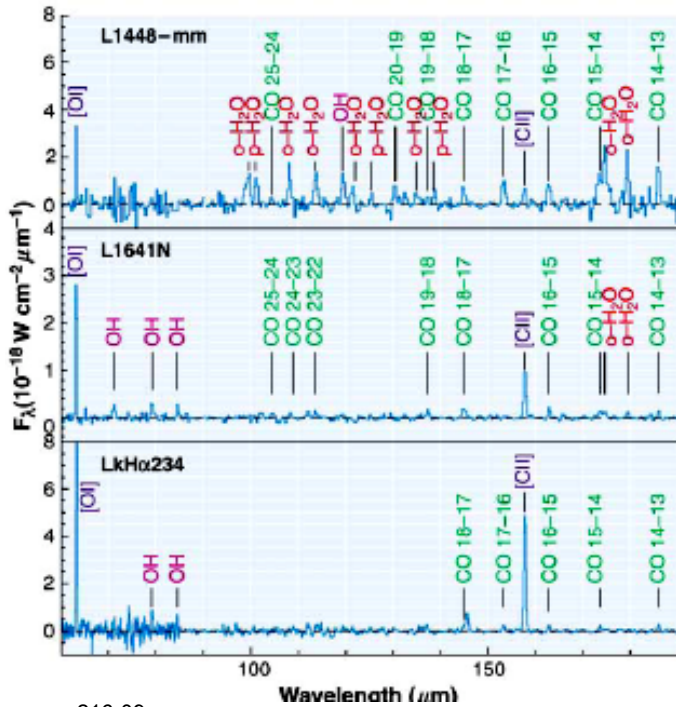 8
6
4
2
0
L1448-mm
[OI]
o-H₂O
p-H₂O
CO 25-24
o-H₂O
o-H₂O
OH
o-H₂O
p-H₂O
CO 20-19
o-H₂O
CO 19-18
p-H₂O
CO 18-17
CO 17-16
[CII]
CO 16-15
CO 15-14
o-H₂O
o-H₂O
CO 14-13
3
2
1
0
L1641N
[OI]
OH
OH
OH
CO 25-24
CO 24-23
CO 23-22
CO 19-18
CO 18-17
[CII]
CO 16-15
CO 15-14
o-H₂O
o-H₂O
CO 14-13
Fλ(10⁻¹⁸ W cm⁻² μm⁻¹)
8
6
4
2
0
LkHα234
[OI]
OH
OH
CO 18-17
CO 17-16
[CII]
CO 16-15
CO 15-14
CO 14-13
100
150
Wavelength (μm)